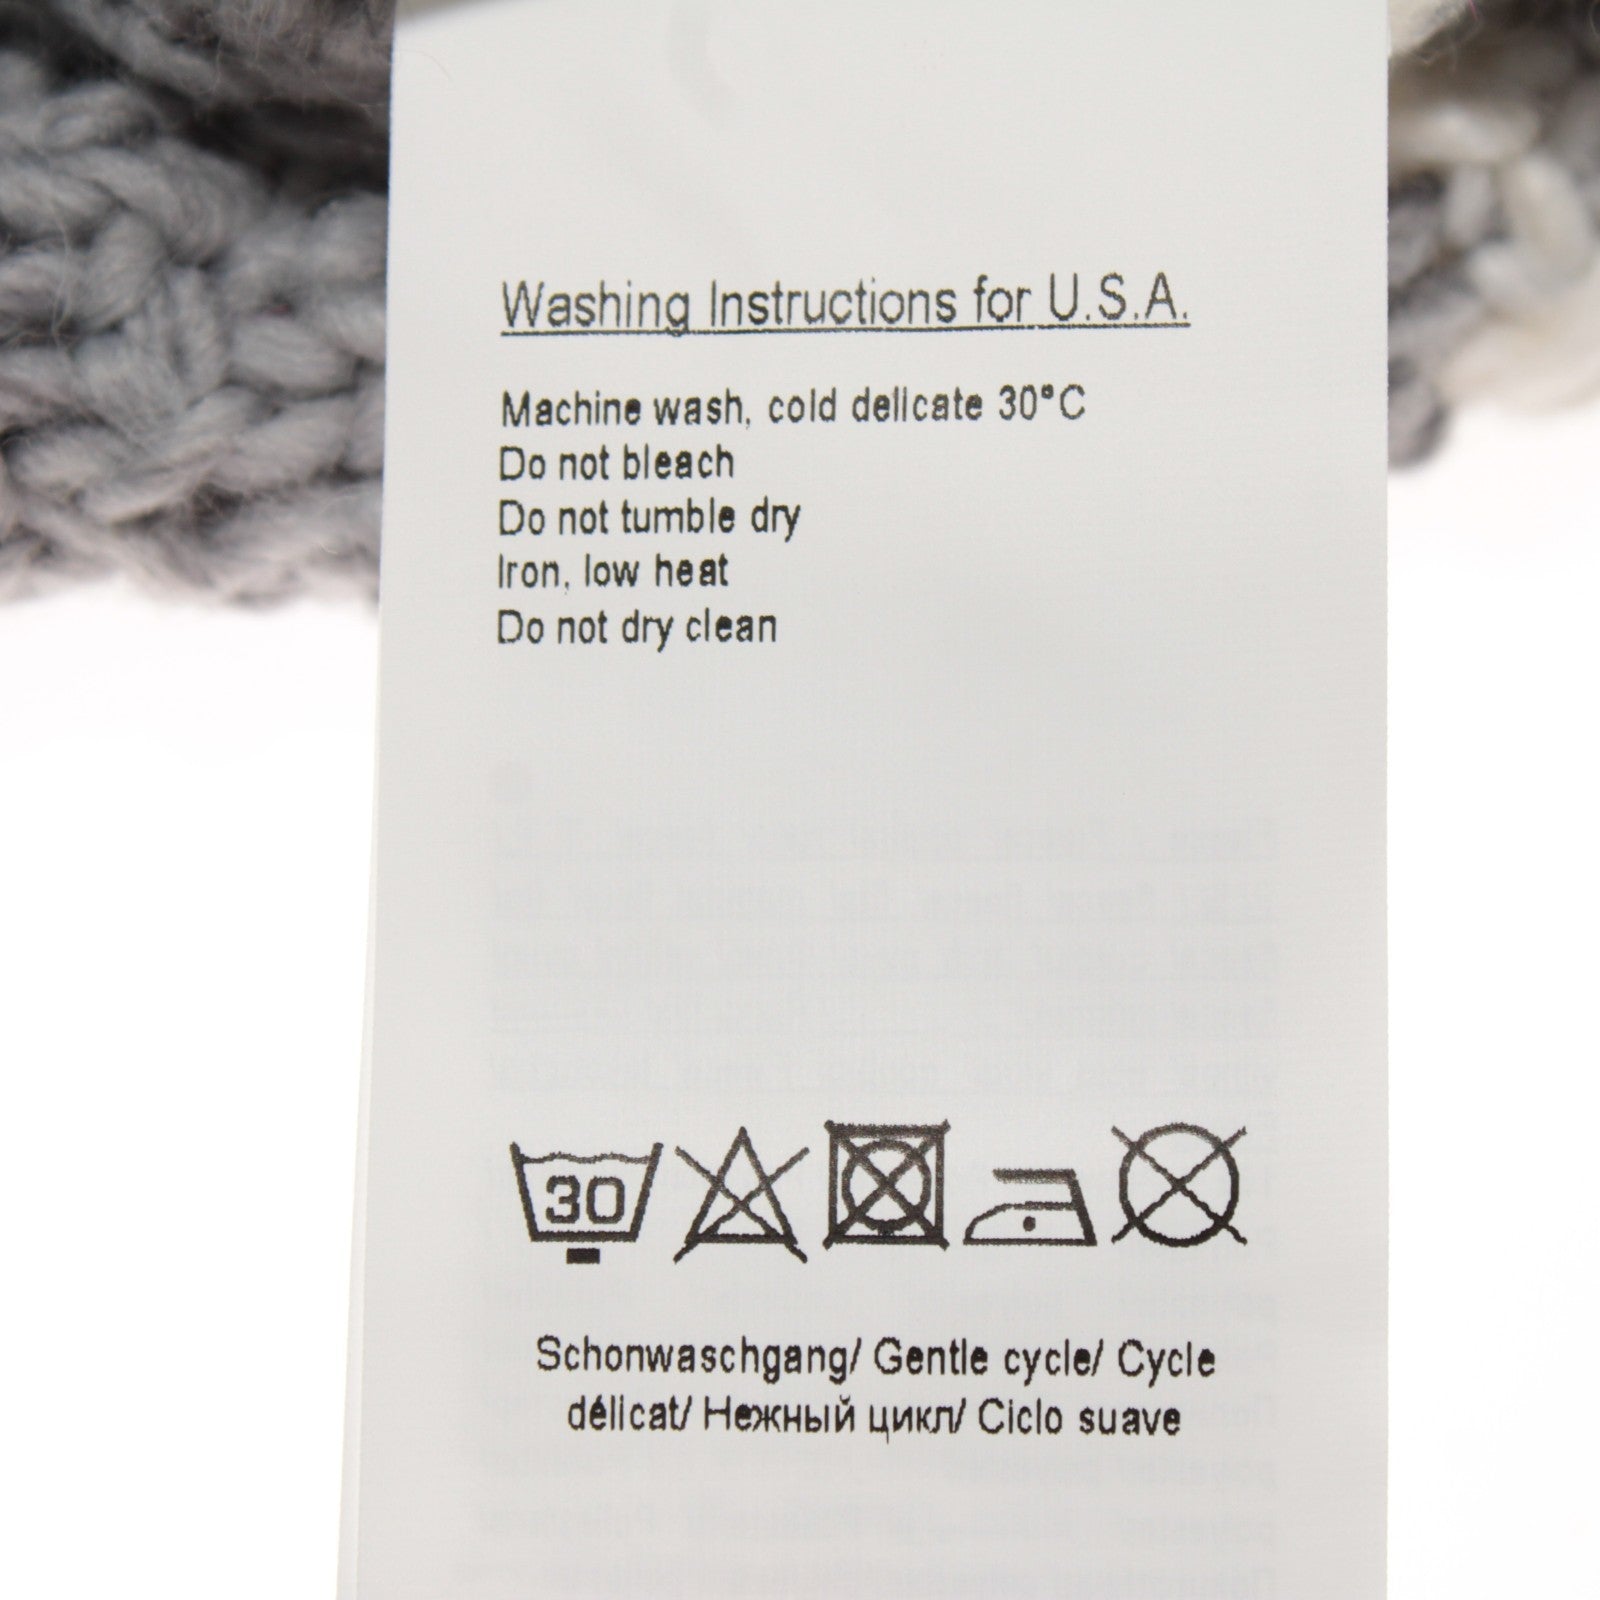 Washing Instructions for U.S.A.
Machine wash, cold delicate 30°C
Do not bleach
Do not tumble dry
Iron, low heat
Do not dry clean
30
Schonwaschgang/ Gentle cycle/ Cycle
délicat/ Нежный цикл/ Ciclo suave